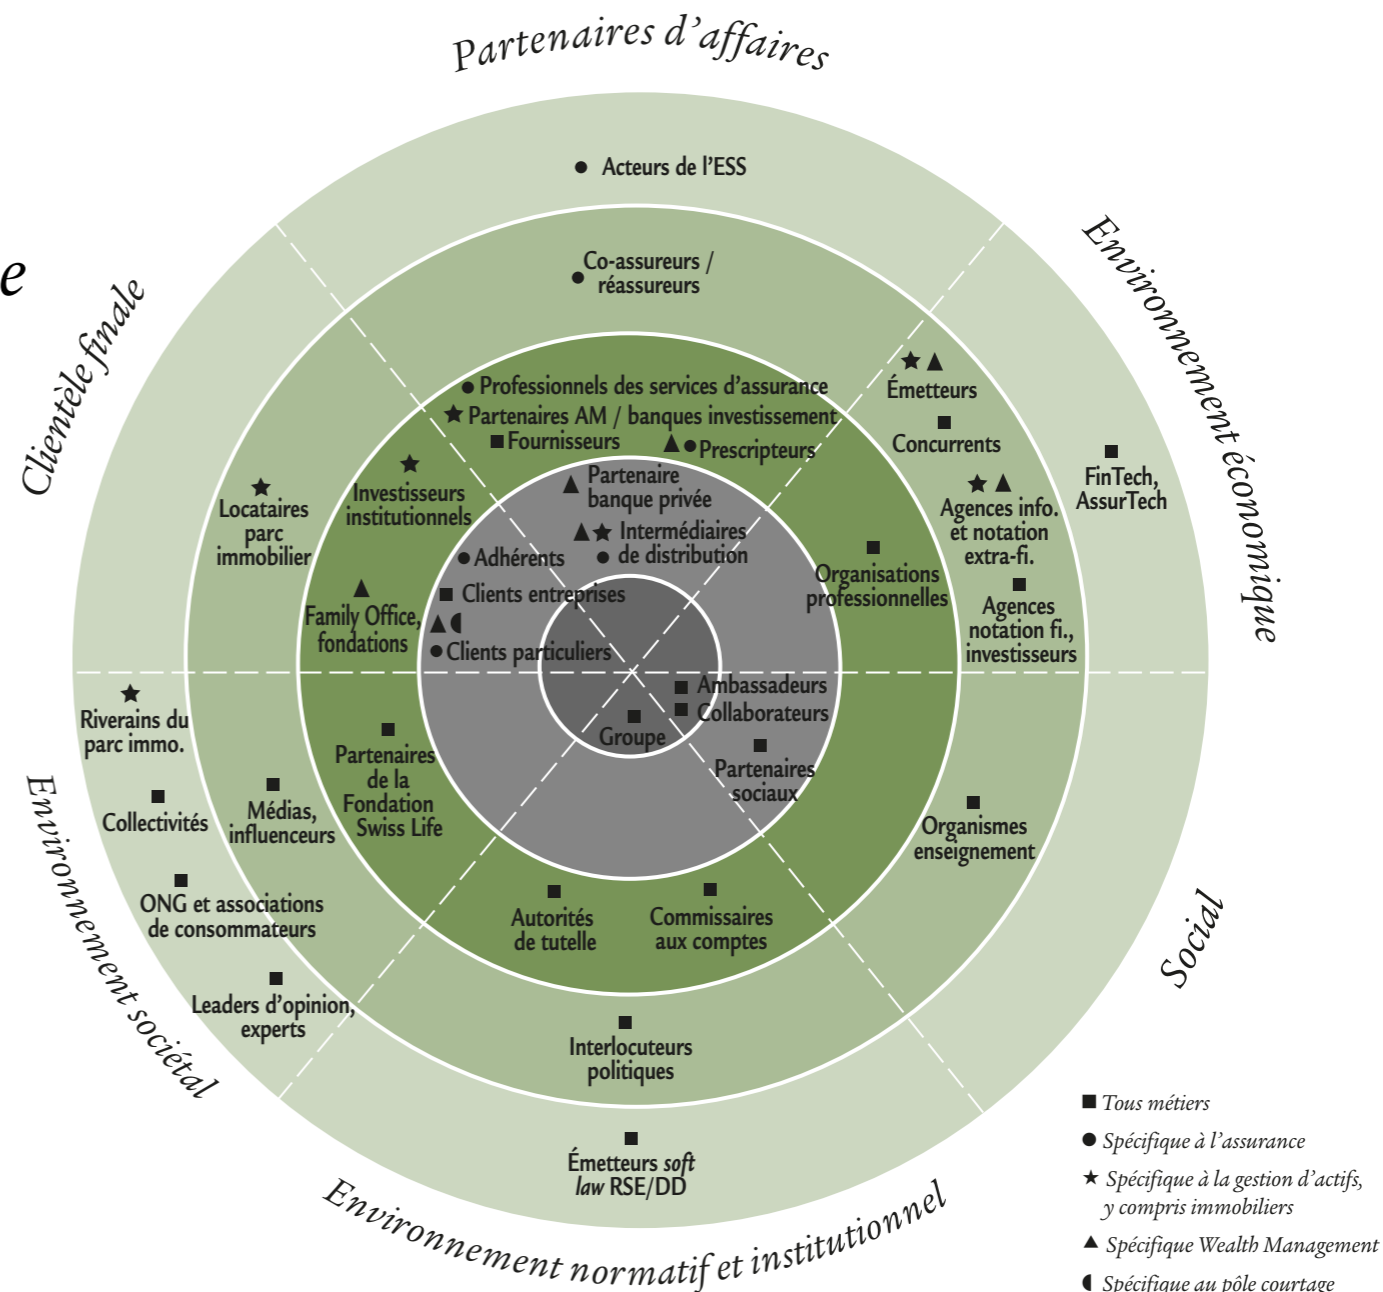 Partenaires d'affaires
● Acteurs de l'ESS
Co-assureurs /
● réassureurs
● Professionnels des services d'assurance
★ Partenaires AM / banques investissement
■ Fournisseurs
▲ ● Prescripteurs
▲ Partenaire
banque privée
▲ ★ Intermédiaires
● de distribution
e
Clientèle finale
★
Locataires
parc
immobilier
★
Investisseurs
institutionnels
▲
Family Office,
fondations
● Adhérents
■ Clients entreprises
▲ ◖
● Clients particuliers
Environnement économique
★ ▲
Émetteurs
■
Concurrents
★ ▲
Agences info.
et notation
extra-fi.
■
Agences
notation fi.,
investisseurs
■
FinTech,
AssurTech
■
Organisations
professionnelles
■ Ambassadeurs
■ Collaborateurs
■
Groupe
■
Partenaires
sociaux
■
Organismes
enseignement
Social
★
Riverains du
parc immo.
■
Collectivités
■
ONG et associations
de consommateurs
■
Leaders d'opinion,
experts
■
Médias,
influenceurs
■
Partenaires
de la
Fondation
Swiss Life
Environnement sociétal
■
Autorités
de tutelle
■
Commissaires
aux comptes
■
Interlocuteurs
politiques
■
Émetteurs soft
law RSE/DD
Environnement normatif et institutionnel
■ Tous métiers
● Spécifique à l'assurance
★ Spécifique à la gestion d'actifs,
y compris immobiliers
▲ Spécifique Wealth Management
◖ Spécifique au pôle courtage